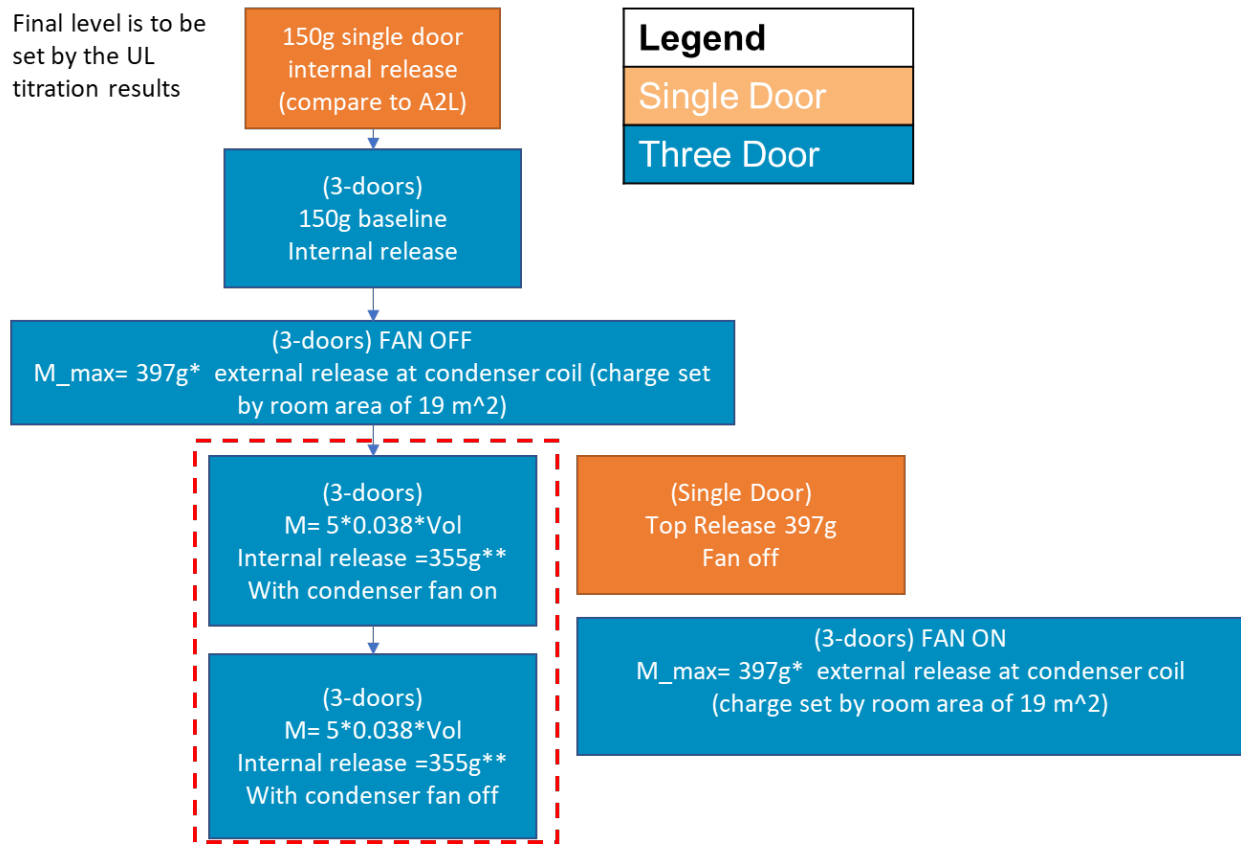 Final level is to be
set by the UL
titration results
150g single door
internal release
(compare to A2L)
Legend
Single Door
Three Door
(3-doors)
150g baseline
Internal release
(3-doors) FAN OFF
M_max= 397g*  external release at condenser coil (charge set
by room area of 19 m^2)
(3-doors)
M= 5*0.038*Vol
Internal release =355g**
With condenser fan on
(Single Door)
Top Release 397g
Fan off
(3-doors) FAN ON
M_max= 397g*  external release at condenser coil
(charge set by room area of 19 m^2)
(3-doors)
M= 5*0.038*Vol
Internal release =355g**
With condenser fan off